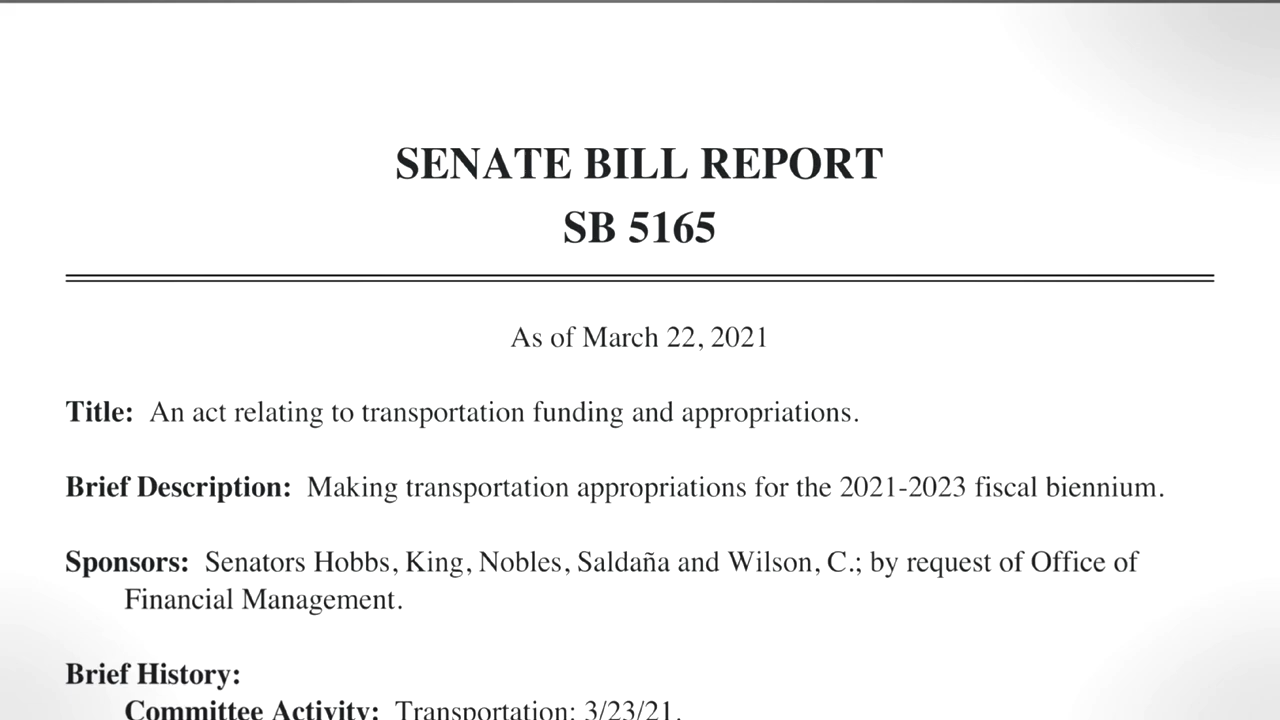 SENATE BILL REPORT
SB 5165
As of March 22, 2021
Title: An act relating to transportation funding and appropriations.
Brief Description: Making transportation appropriations for the 2021-2023 fiscal biennium.
Sponsors: Senators Hobbs, King, Nobles, Saldaña and Wilson, C.; by request of Office of
Financial Management.
Brief History:
Committee Activity: Transportation: 3/23/21.